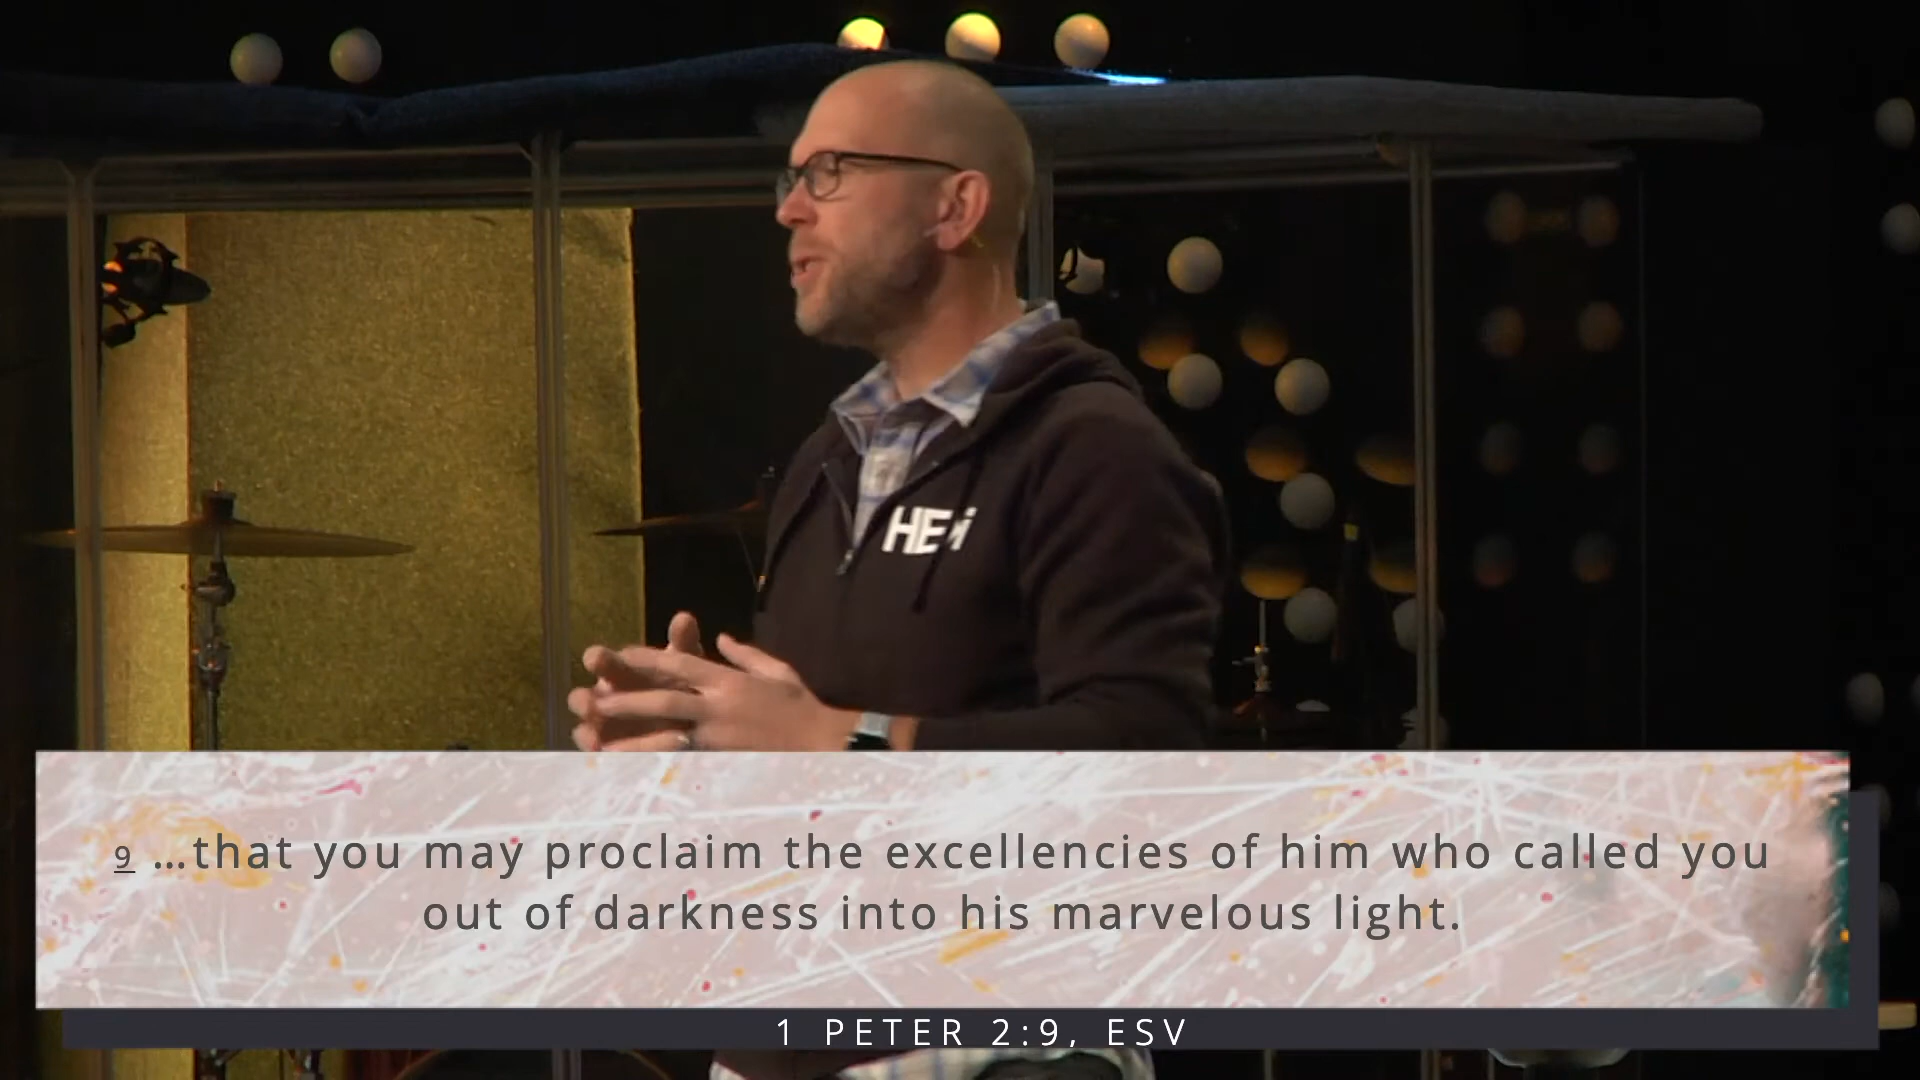 9 …that you may proclaim the excellencies of him who called you
out of darkness into his marvelous light.
1 PETER 2:9, ESV